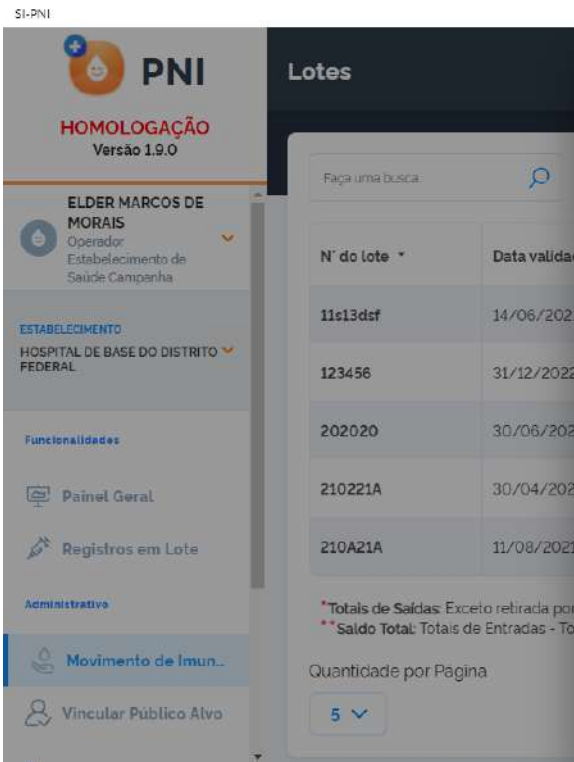 SI-PNI
PNI
HOMOLOGAÇÃO
Versão 1.9.0
ELDER MARCOS DE
MORAIS
Operador
Estabelecimento de
Saúde Campanha
ESTABELECIMENTO
HOSPITAL DE BASE DO DISTRITO
FEDERAL
Funcionalidades
Painel Geral
Registros em Lote
Administrativo
Movimento de Imun...
Vincular Público Alvo
Lotes
Faça uma busca...
N° do lote
Data valida
11s13dsf
14/06/202
123456
31/12/2022
202020
30/06/202
210221A
30/04/202
210A21A
11/08/2021
*Totais de Saídas: Exceto retirada por
**Saldo Total: Totais de Entradas - To
Quantidade por Página
5